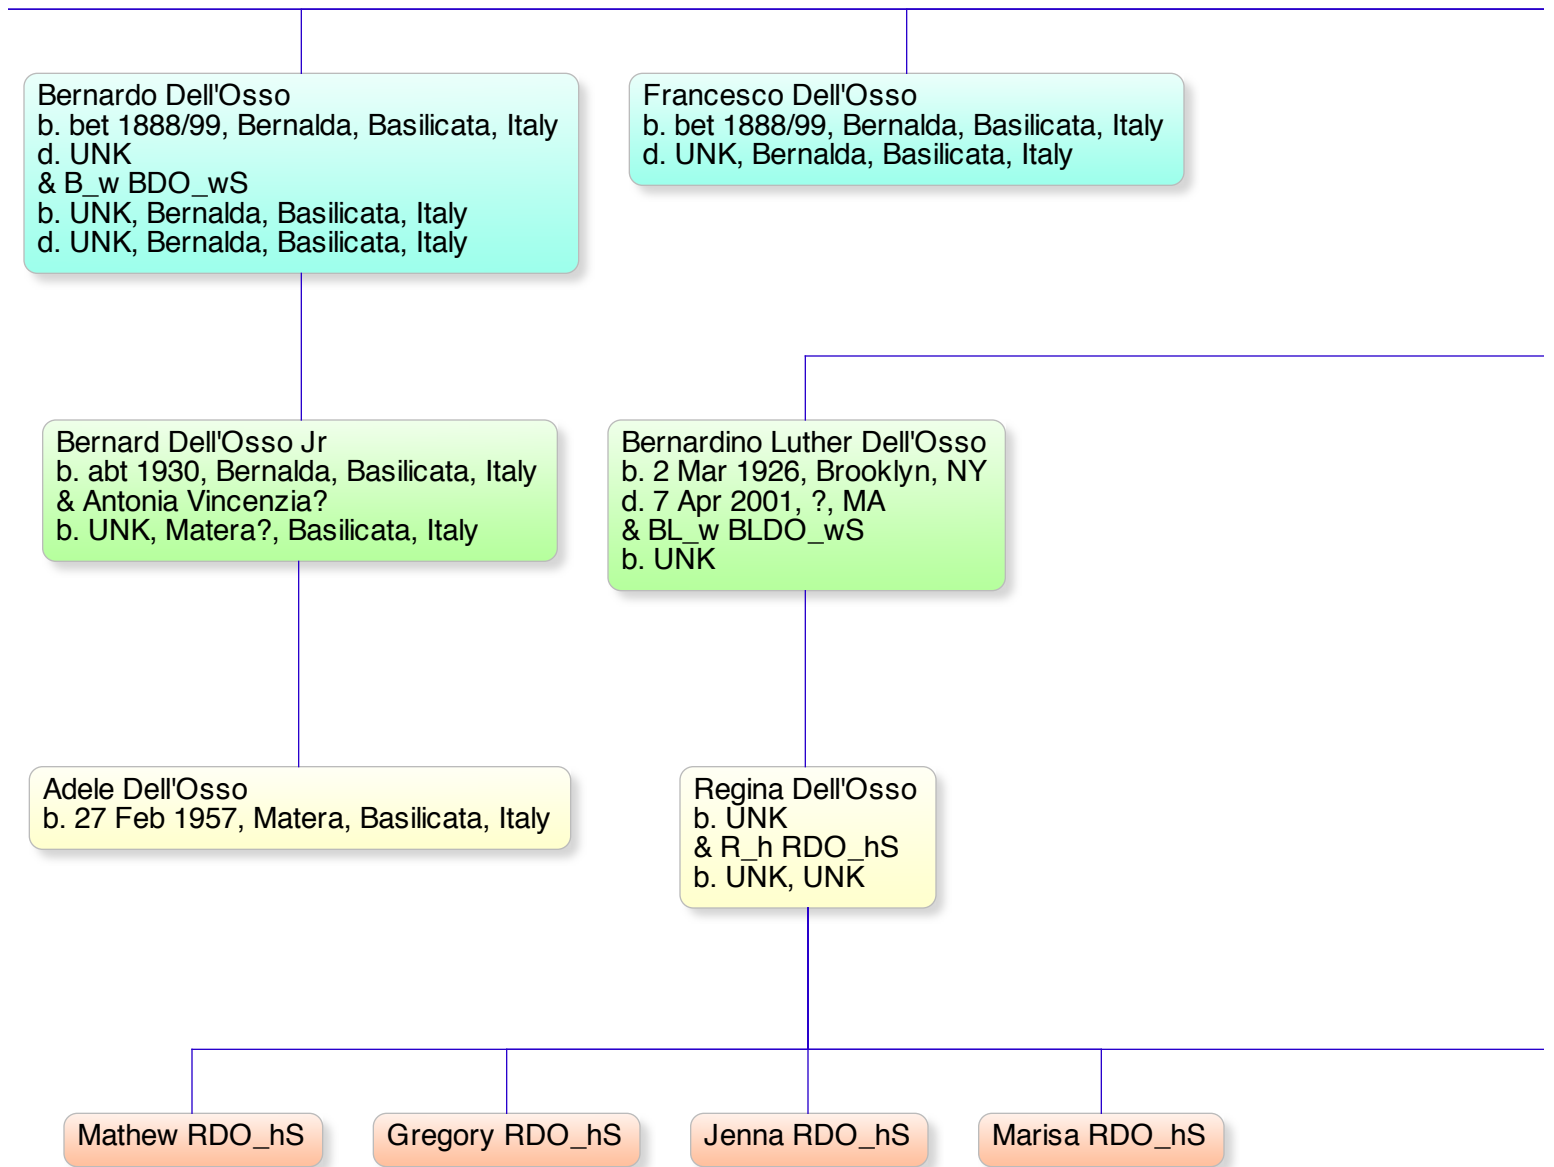 Bernardo Dell'Osso
b. bet 1888/99, Bernalda, Basilicata, Italy
d. UNK
& B_w BDO_wS
b. UNK, Bernalda, Basilicata, Italy
d. UNK, Bernalda, Basilicata, Italy
Francesco Dell'Osso
b. bet 1888/99, Bernalda, Basilicata, Italy
d. UNK, Bernalda, Basilicata, Italy
Bernard Dell'Osso Jr
b. abt 1930, Bernalda, Basilicata, Italy
& Antonia Vincenzia?
b. UNK, Matera?, Basilicata, Italy
Bernardino Luther Dell'Osso
b. 2 Mar 1926, Brooklyn, NY
d. 7 Apr 2001, ?, MA
& BL_w BLDO_wS
b. UNK
Adele Dell'Osso
b. 27 Feb 1957, Matera, Basilicata, Italy
Regina Dell'Osso
b. UNK
& R_h RDO_hS
b. UNK, UNK
Mathew RDO_hS
Gregory RDO_hS
Jenna RDO_hS
Marisa RDO_hS